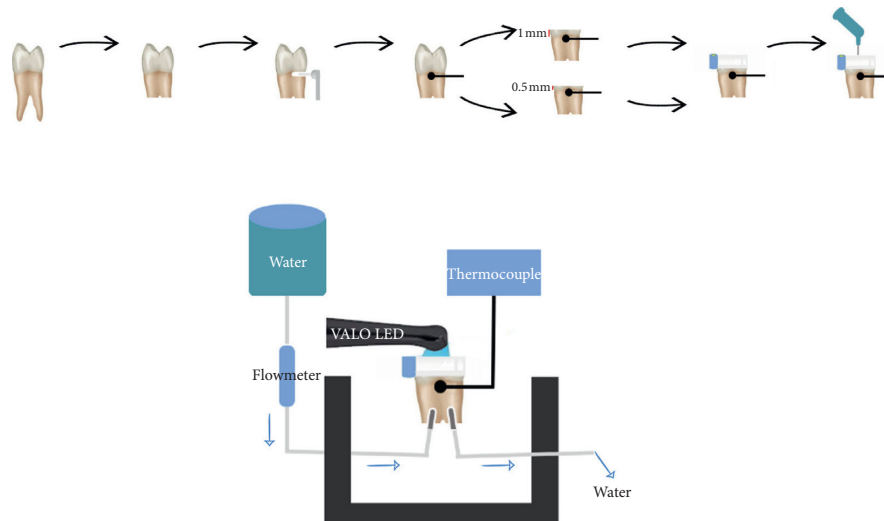 1 mm
0.5 mm
Water
Thermocouple
VALO LED
Flowmeter
Water